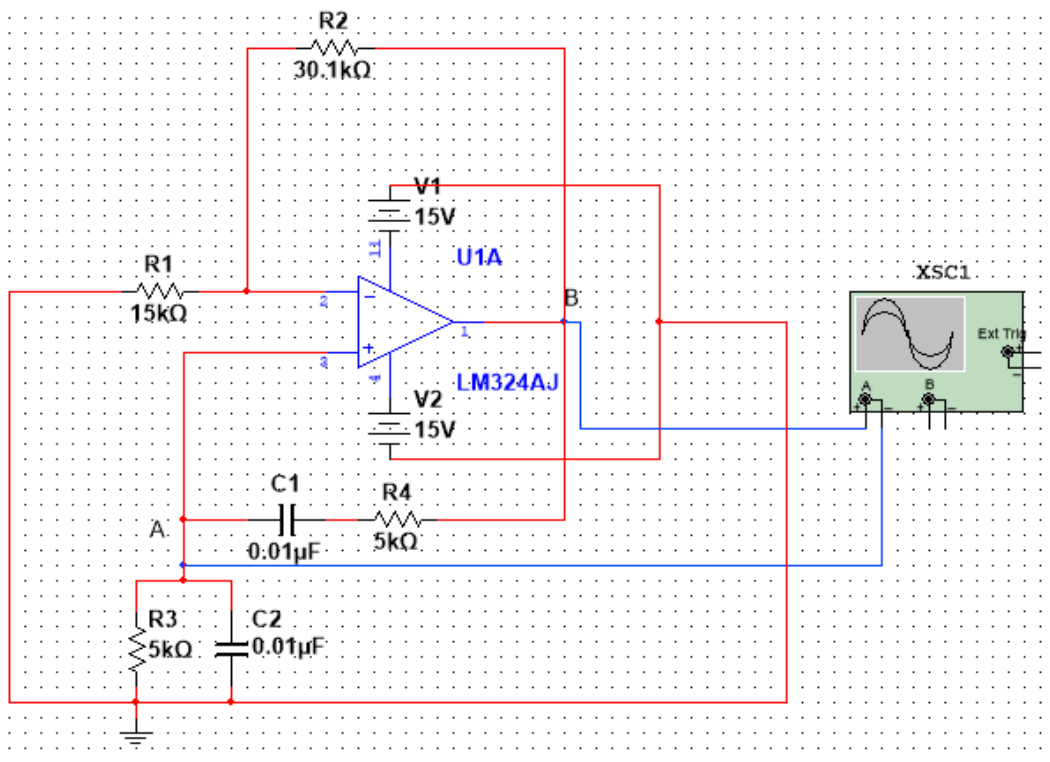 R2
30.1kΩ
V1
15V
11
U1A
R1
15kΩ
2
−
B
1
+
3
4
LM324AJ
V2
15V
XSC1
Ext Trig
+
−
A
B
+
−
+
−
C1
0.01µF
R4
5kΩ
A
R3
5kΩ
C2
0.01µF